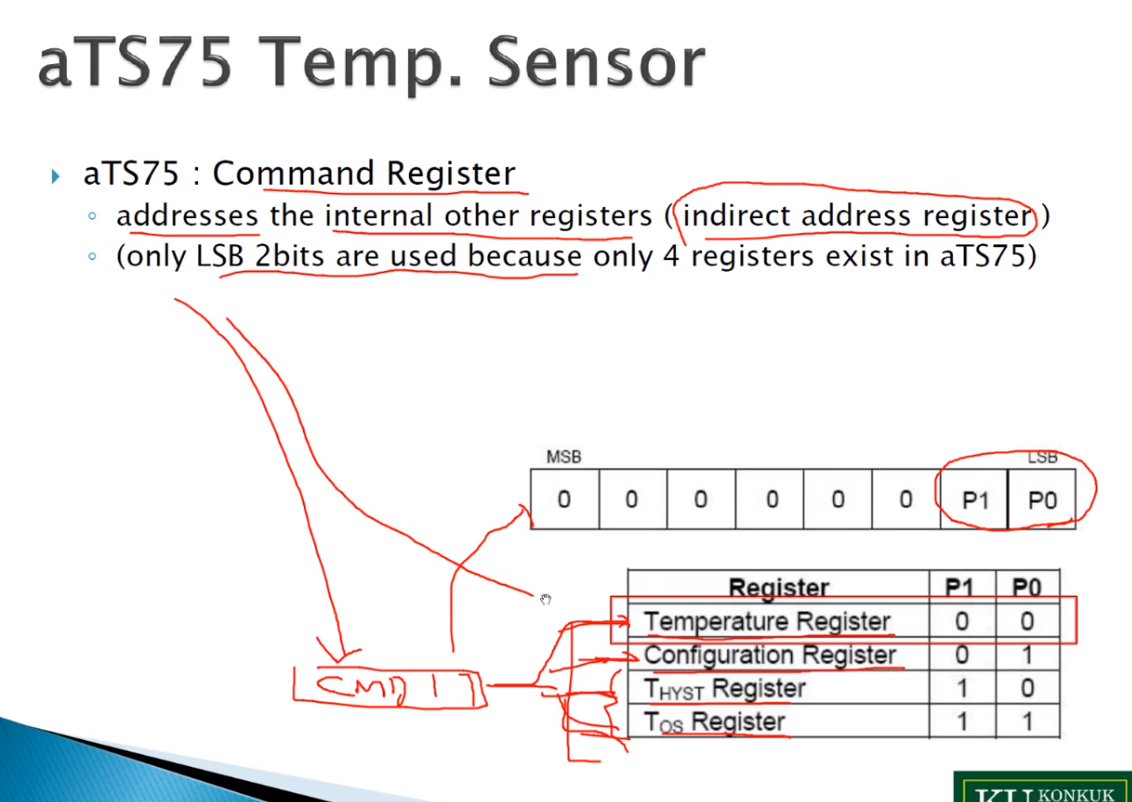 aTS75 Temp. Sensor
aTS75 : Command Register
addresses the internal other registers ( indirect address register )
(only LSB 2bits are used because only 4 registers exist in aTS75)
MSB LSB
0 0 0 0 0 0 P1 P0
Register P1 P0
Temperature Register 0 0
Configuration Register 0 1
CMD
THYST Register 1 0
TOS Register 1 1
KU KONKUK